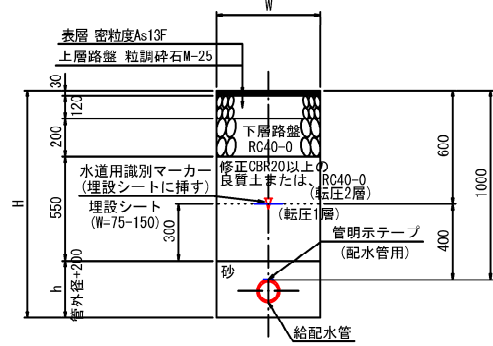 W
表層 密粒度As13F
上層路盤 粒調砕石M-25
30
120
200
550
H
h
管外径+200
下層路盤
RC40-0
修正CBR20以上の
良質土または、RC40-0
(転圧2層)
水道用識別マーカー
(埋設シートに挿す)
埋設シート
(W=75-150)
(転圧1層)
300
600
400
1000
管明示テープ
(配水管用)
砂
給配水管